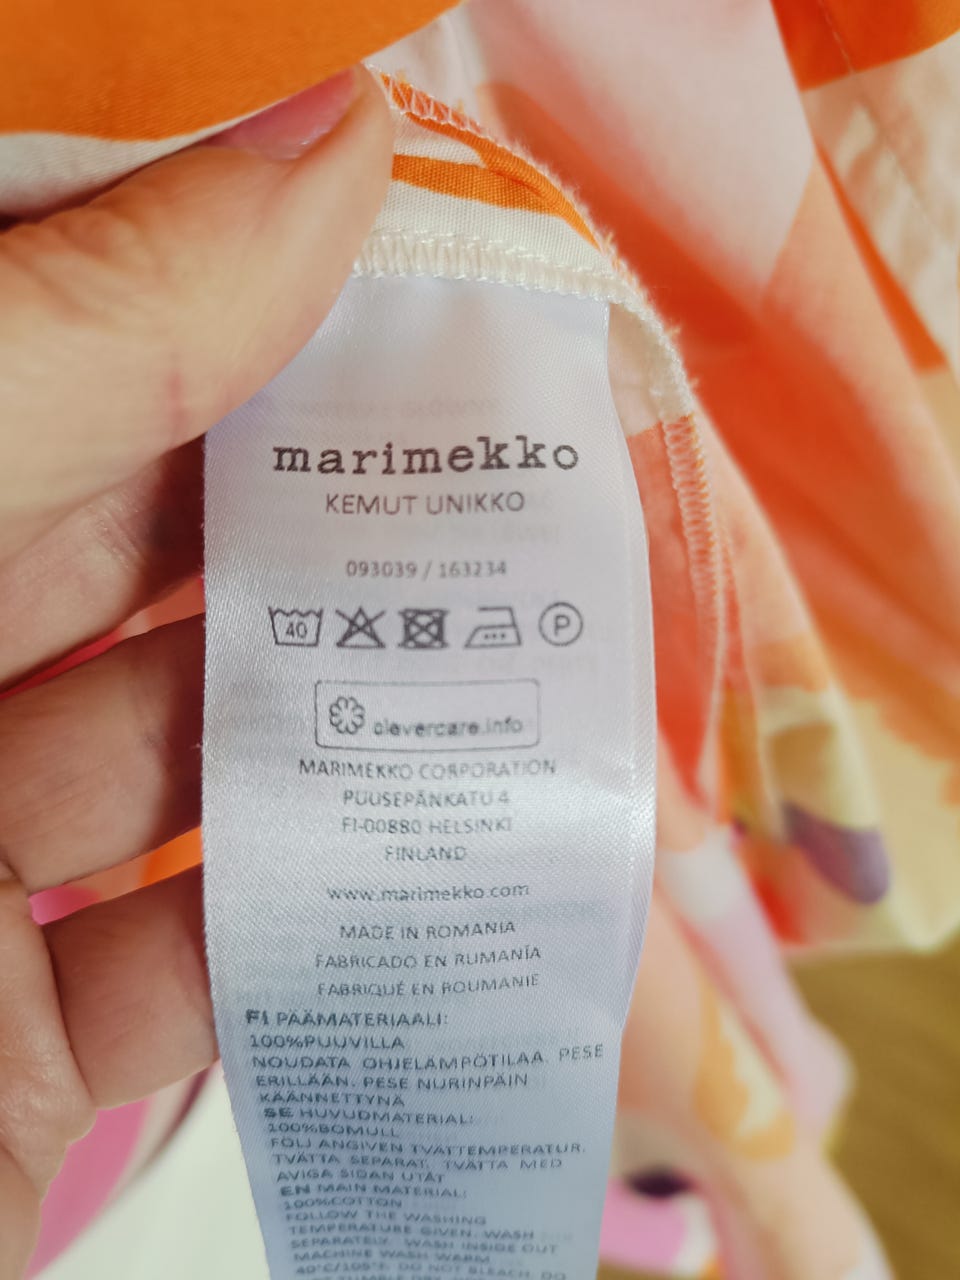 marimekko
KEMUT UNIKKO
093039 / 163234
40
P
clevercare.info
MARIMEKKO CORPORATION
PUUSEPÄNKATU 4
FI-00880 HELSINKI
FINLAND
www.marimekko.com
MADE IN ROMANIA
FABRICADO EN RUMANÍA
FABRIQUÉ EN ROUMANIE
FI PÄÄMATERIAALI:
100%PUUVILLA
NOUDATA OHJELÄMPÖTILAA. PESE
ERILLÄÄN. PESE NURINPÄIN
KÄÄNNETTYNÄ
SE HUVUDMATERIAL:
100%BOMULL
FÖLJ ANGIVEN TVÄTTEMPERATUR.
TVÄTTA SEPARAT. TVÄTTA MED
AVIGA SIDAN UTÅT
EN MAIN MATERIAL:
100%COTTON
FOLLOW THE WASHING
TEMPERATURE GIVEN. WASH
SEPARATELY. WASH INSIDE OUT
MACHINE WASH WARM
40°C/105°F. DO NOT BLEACH. DO
NOT TUMBLE DRY.